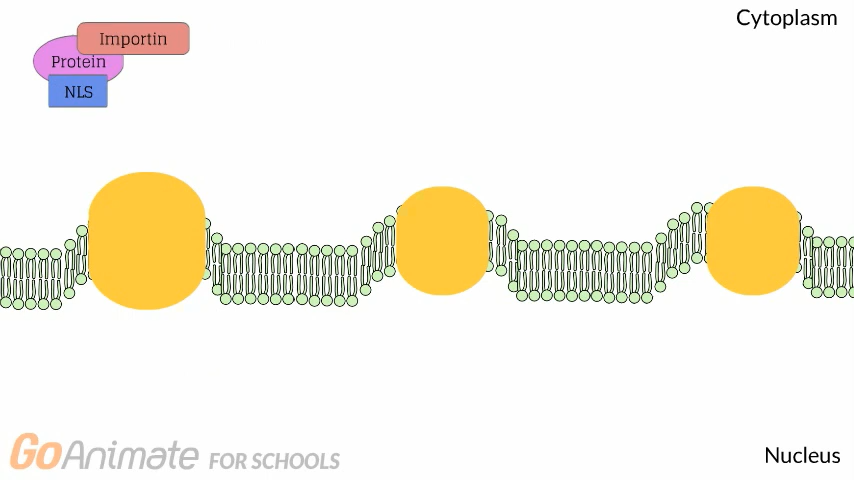 Cytoplasm
Importin
Protein
NLS
GoAnimate FOR SCHOOLS
Nucleus